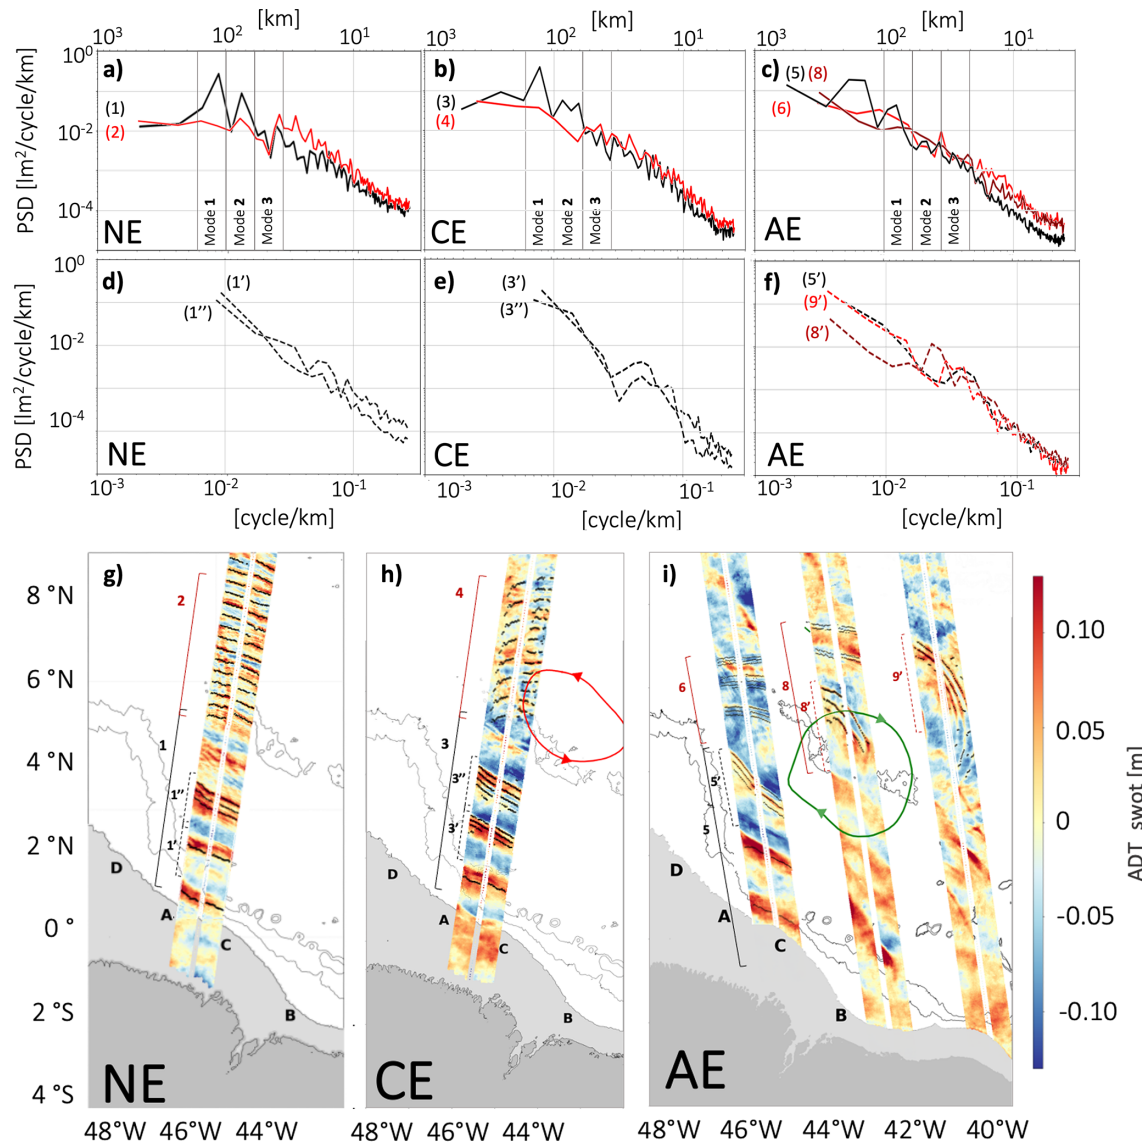 [km] [km] [km]
10³ 10² 10¹ 10³ 10² 10¹ 10³ 10² 10¹
10⁰
a) b) c)
(5) (8)
(1) (3) (6)
(2) (4)
10⁻²
PSD [lm²/cycle/km]
Mode 1 Mode 2 Mode 3 Mode 1 Mode 2 Mode 3 Mode 1 Mode 2 Mode 3
10⁻⁴
NE CE AE
10⁰
d) e) f)
(1') (3') (5')
(1'') (3'') (9')
(8')
10⁻²
PSD [lm²/cycle/km]
10⁻⁴
NE CE AE
10⁻³ 10⁻² 10⁻¹ 10⁻³ 10⁻² 10⁻¹ 10⁻³ 10⁻² 10⁻¹
[cycle/km] [cycle/km] [cycle/km]
g) h) i)
8 °N
6 °N
4 °N
2 °N
0°
2 °S
4 °S
2
1
1''
1'
D
A
C
B
NE
4
3
3''
3'
D
A
C
B
CE
6
8
8'
9'
5'
5
D
A
C
B
AE
0.10
0.05
0
-0.05
-0.10
ADT swot [m]
48°W 46°W 44°W 48°W 46°W 44°W 48°W 46°W 44°W 42°W 40°W